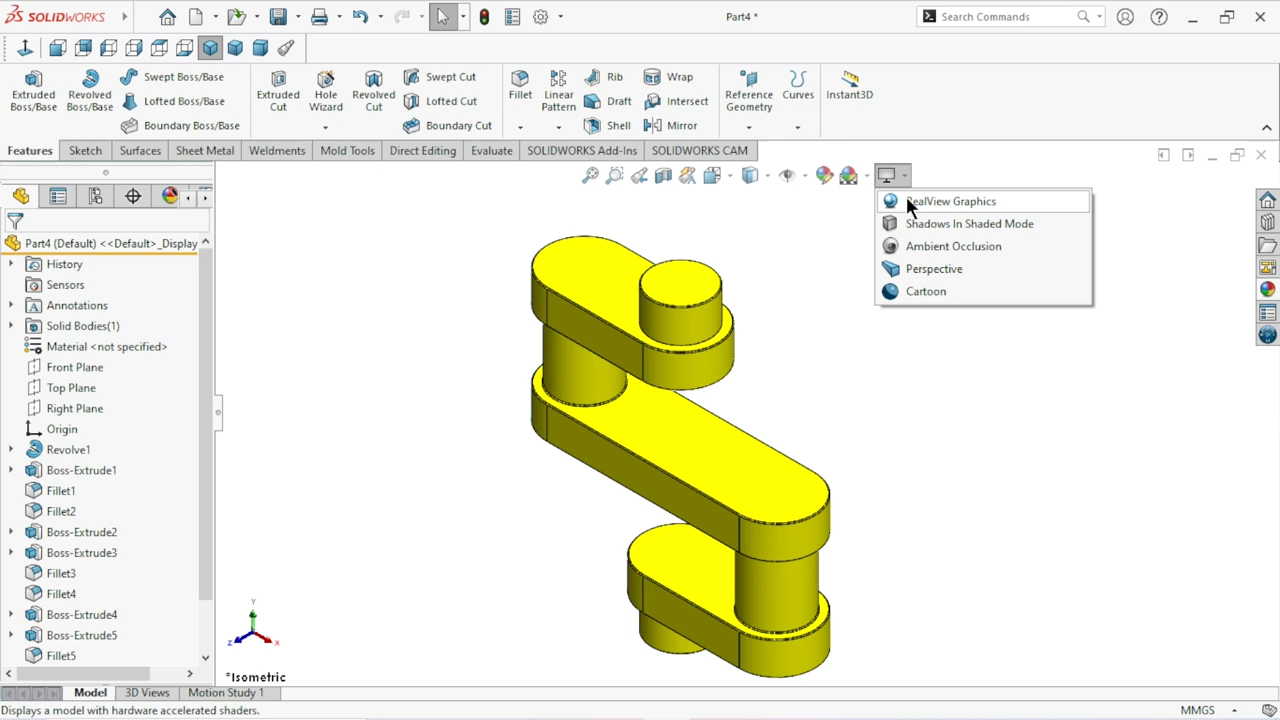 SOLIDWORKS
Part4 *
Search Commands
Extruded Boss/Base
Revolved Boss/Base
Swept Boss/Base
Lofted Boss/Base
Boundary Boss/Base
Extruded Cut
Hole Wizard
Revolved Cut
Swept Cut
Lofted Cut
Boundary Cut
Fillet
Linear Pattern
Rib
Draft
Shell
Wrap
Intersect
Mirror
Reference Geometry
Curves
Instant3D
Features
Sketch
Surfaces
Sheet Metal
Weldments
Mold Tools
Direct Editing
Evaluate
SOLIDWORKS Add-Ins
SOLIDWORKS CAM
RealView Graphics
Shadows In Shaded Mode
Ambient Occlusion
Perspective
Cartoon
Part4 (Default) <<Default>_Display
History
Sensors
Annotations
Solid Bodies(1)
Material <not specified>
Front Plane
Top Plane
Right Plane
Origin
Revolve1
Boss-Extrude1
Fillet1
Fillet2
Boss-Extrude2
Boss-Extrude3
Fillet3
Fillet4
Boss-Extrude4
Boss-Extrude5
Fillet5
Y
Z
X
*Isometric
Model
3D Views
Motion Study 1
Displays a model with hardware accelerated shaders.
MMGS